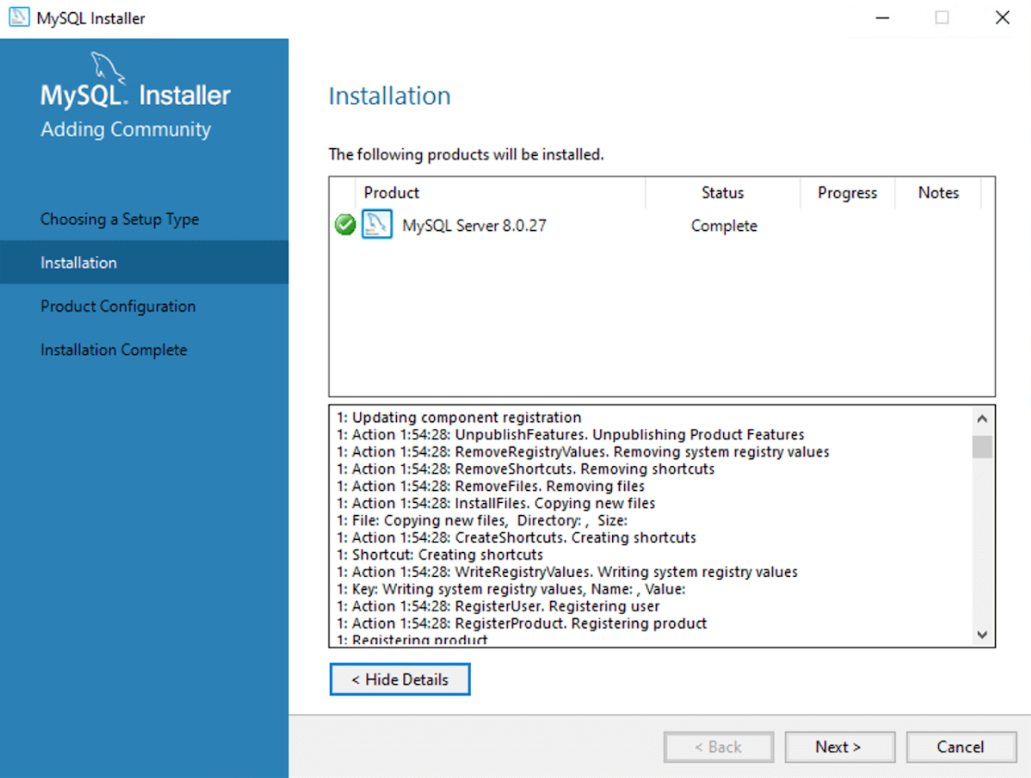 MySQL Installer
MySQL. Installer
Adding Community
Choosing a Setup Type
Installation
Product Configuration
Installation Complete
Installation
The following products will be installed.
Product Status Progress Notes
MySQL Server 8.0.27 Complete
1: Updating component registration
1: Action 1:54:28: UnpublishFeatures. Unpublishing Product Features
1: Action 1:54:28: RemoveRegistryValues. Removing system registry values
1: Action 1:54:28: RemoveShortcuts. Removing shortcuts
1: Action 1:54:28: RemoveFiles. Removing files
1: Action 1:54:28: InstallFiles. Copying new files
1: File: Copying new files,  Directory: ,  Size:
1: Action 1:54:28: CreateShortcuts. Creating shortcuts
1: Shortcut: Creating shortcuts
1: Action 1:54:28: WriteRegistryValues. Writing system registry values
1: Key: Writing system registry values, Name: , Value:
1: Action 1:54:28: RegisterUser. Registering user
1: Action 1:54:28: RegisterProduct. Registering product
1: Registering product
< Hide Details
< Back
Next >
Cancel